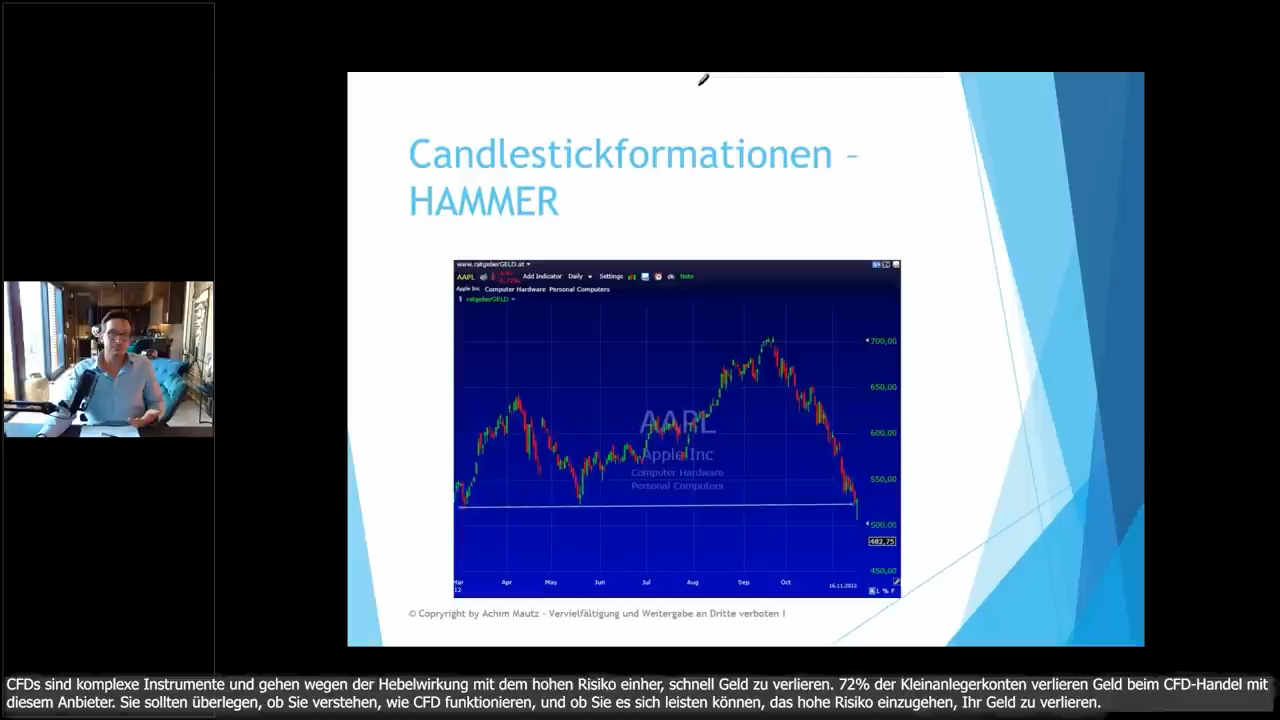 Candlestickformationen –
HAMMER
www.ratgeberGELD.at
AAPL Add Indicator Daily Settings Note
Apple Inc Computer Hardware Personal Computers
ratgeberGELD
700,00
650,00
AAPL
600,00
Apple Inc
Computer Hardware
Personal Computers
550,00
500,00
482,75
450,00
Mar Apr May Jun Jul Aug Sep Oct 16.11.2012
12 L % F
© Copryright by Achim Mautz – Vervielfältigung und Weitergabe an Dritte verboten !
CFDs sind komplexe Instrumente und gehen wegen der Hebelwirkung mit dem hohen Risiko einher, schnell Geld zu verlieren. 72% der Kleinanlegerkonten verlieren Geld beim CFD-Handel mit
diesem Anbieter. Sie sollten überlegen, ob Sie verstehen, wie CFD funktionieren, und ob Sie es sich leisten können, das hohe Risiko einzugehen, Ihr Geld zu verlieren.